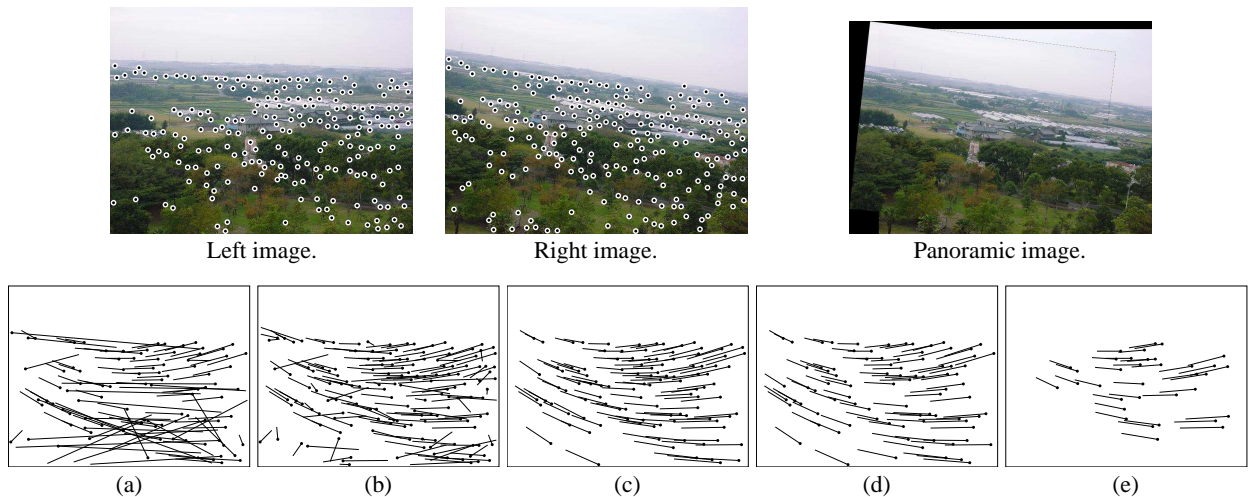 Left image.
Right image.
Panoramic image.
(a)
(b)
(c)
(d)
(e)